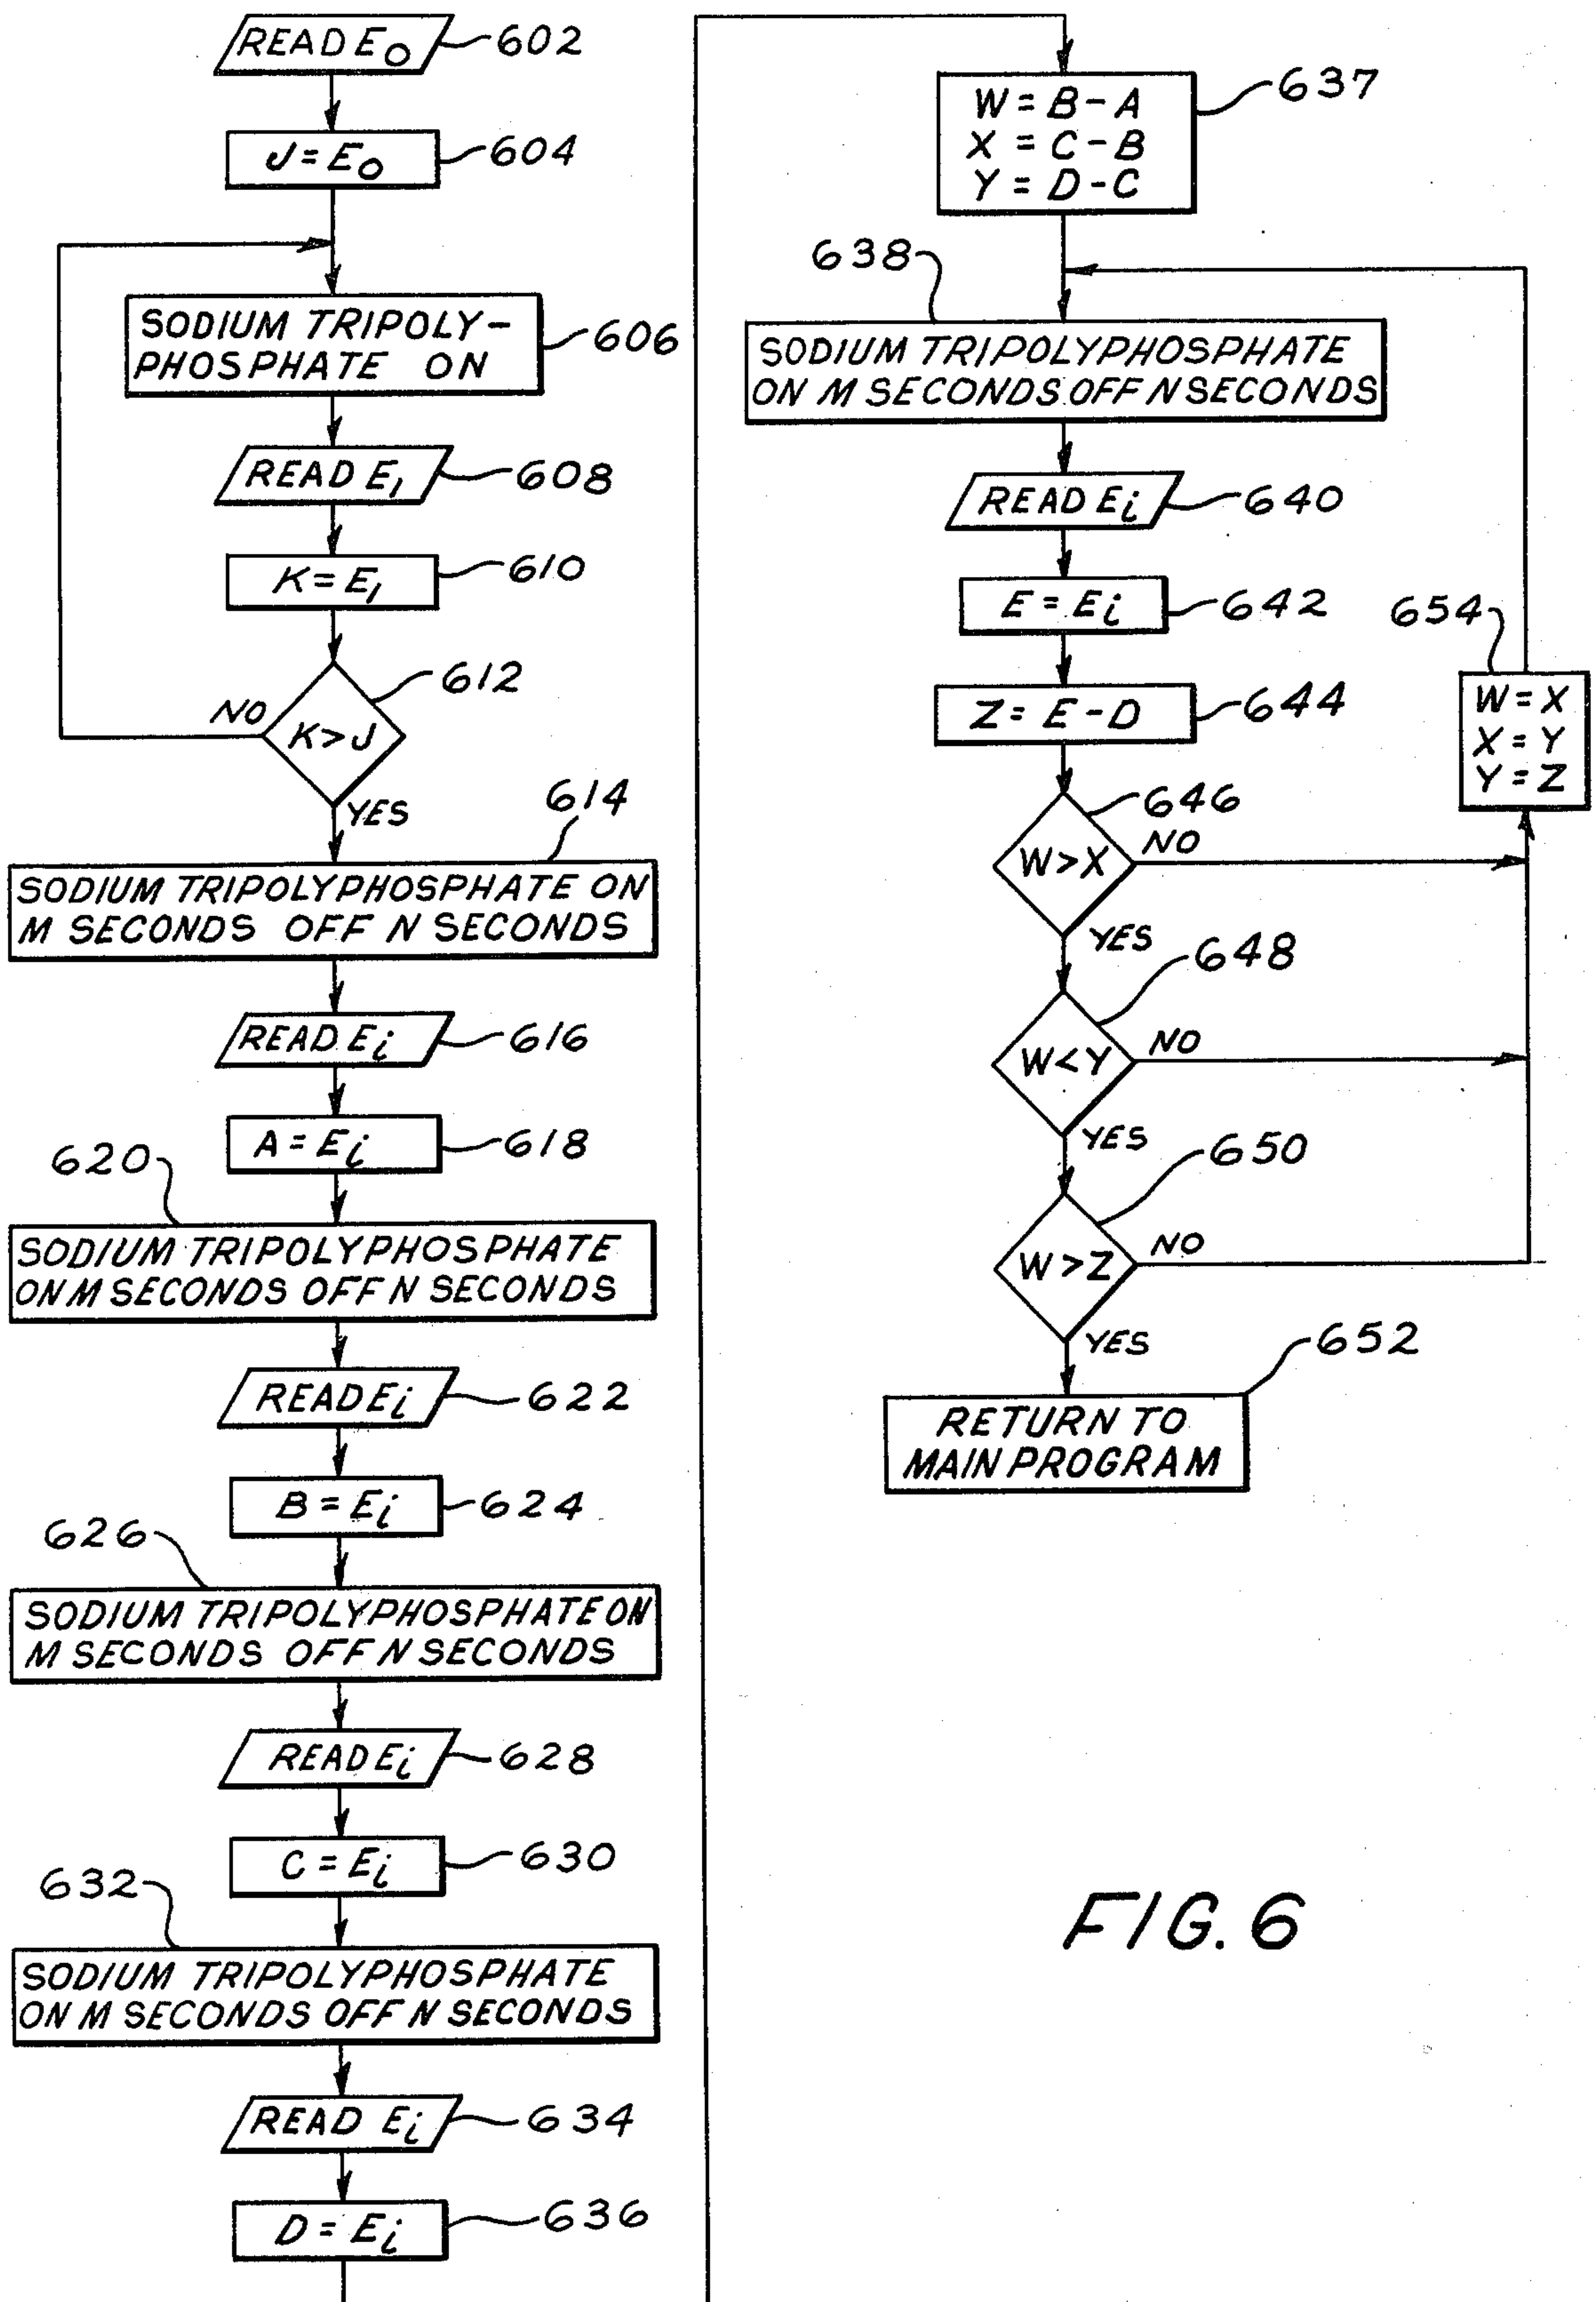 READ E₀
602
J = E₀
604
SODIUM TRIPOLY-
PHOSPHATE ON
606
READ E₁
608
K = E₁
610
612
NO
K > J
YES
614
SODIUM TRIPOLYPHOSPHATE ON
M SECONDS OFF N SECONDS
READ Ei
616
A = Ei
618
620
SODIUM TRIPOLYPHOSPHATE
ON M SECONDS OFF N SECONDS
READ Ei
622
B = Ei
624
626
SODIUM TRIPOLYPHOSPHATE ON
M SECONDS OFF N SECONDS
READ Ei
628
C = Ei
630
632
SODIUM TRIPOLYPHOSPHATE
ON M SECONDS OFF N SECONDS
READ Ei
634
D = Ei
636
637
W = B - A
X = C - B
Y = D - C
638
SODIUM TRIPOLYPHOSPHATE
ON M SECONDS OFF N SECONDS
READ Ei
640
E = Ei
642
Z = E - D
644
654
W = X
X = Y
Y = Z
646
W > X
NO
YES
648
W < Y
NO
YES
650
W > Z
NO
YES
652
RETURN TO
MAIN PROGRAM
FIG. 6